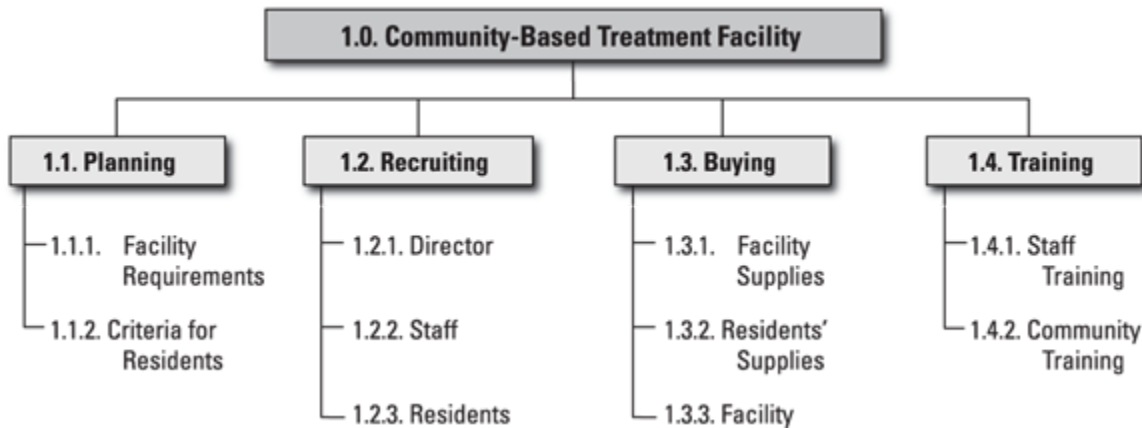 1.0. Community-Based Treatment Facility
1.1. Planning
1.1.1. Facility
Requirements
1.1.2. Criteria for
Residents
1.2. Recruiting
1.2.1. Director
1.2.2. Staff
1.2.3. Residents
1.3. Buying
1.3.1. Facility
Supplies
1.3.2. Residents’
Supplies
1.3.3. Facility
1.4. Training
1.4.1. Staff
Training
1.4.2. Community
Training